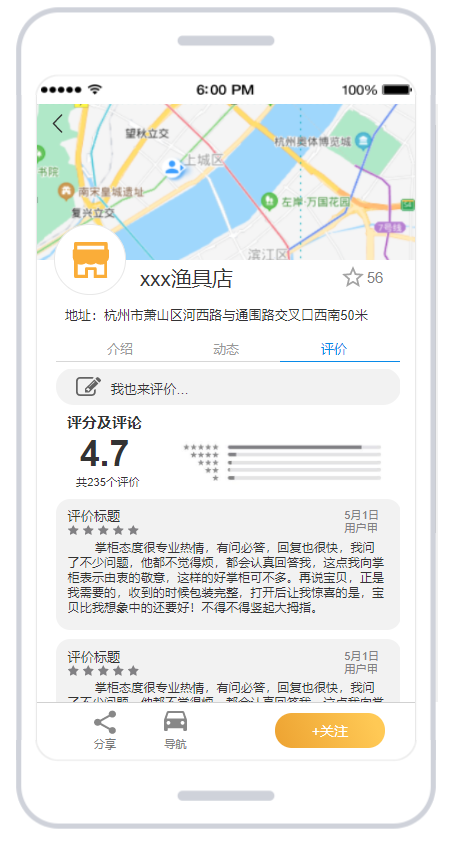 6:00 PM
100%
望秋立交
上城区
杭州奥体博览城
书院
南宋皇城遗址
左岸·万国花园
复兴立交
7号线
滨江区
xxx渔具店
56
地址：杭州市萧山区河西路与通围路交叉口西南50米
介绍 动态 评价
我也来评价...
评分及评论
4.7
共235个评价
评价标题 5月1日
用户甲
掌柜态度很专业热情，有问必答，回复也很快，我问
了不少问题，他都不觉得烦，都会认真回答我，这点我向掌
柜表示由衷的敬意，这样的好掌柜可不多。再说宝贝，正是
我需要的，收到的时候包装完整，打开后让我惊喜的是，宝
贝比我想象中的还要好！不得不得竖起大拇指。
评价标题 5月1日
用户甲
掌柜态度很专业热情，有问必答，回复也很快，我问
了不少问题，他都不觉得烦，都会认真回答我，这点我向掌
分享 导航 +关注